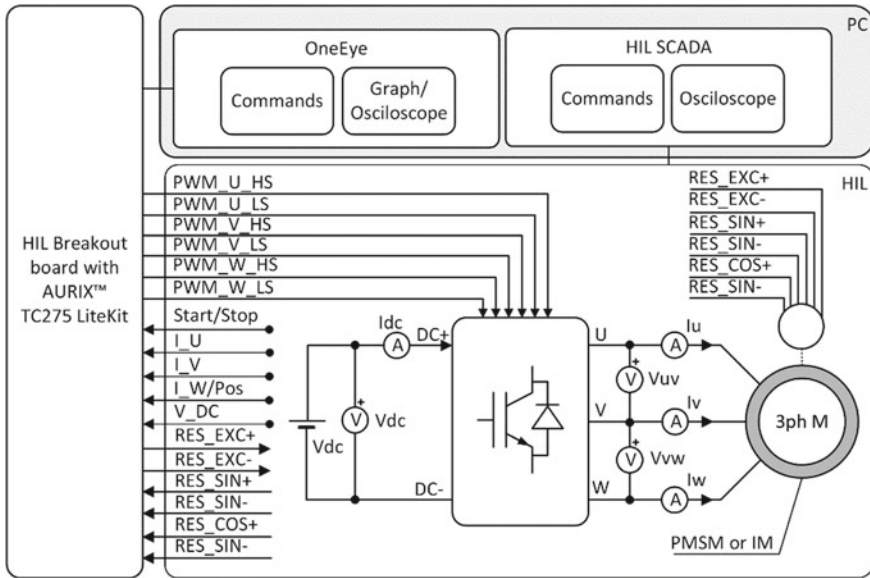 PC
OneEye
Commands
Graph/
Osciloscope
HIL SCADA
Commands
Osciloscope
HIL Breakout
board with
AURIX™
TC275 LiteKit
HIL
PWM_U_HS
PWM_U_LS
PWM_V_HS
PWM_V_LS
PWM_W_HS
PWM_W_LS
Start/Stop
I_U
I_V
I_W/Pos
V_DC
RES_EXC+
RES_EXC-
RES_SIN+
RES_SIN-
RES_COS+
RES_SIN-
RES_EXC+
RES_EXC-
RES_SIN+
RES_SIN-
RES_COS+
RES_SIN-
Idc
A
DC+
Vdc
+
V
Vdc
DC-
U
A
Iu
+
V
Vuv
V
A
Iv
+
V
Vvw
W
A
Iw
3ph M
PMSM or IM